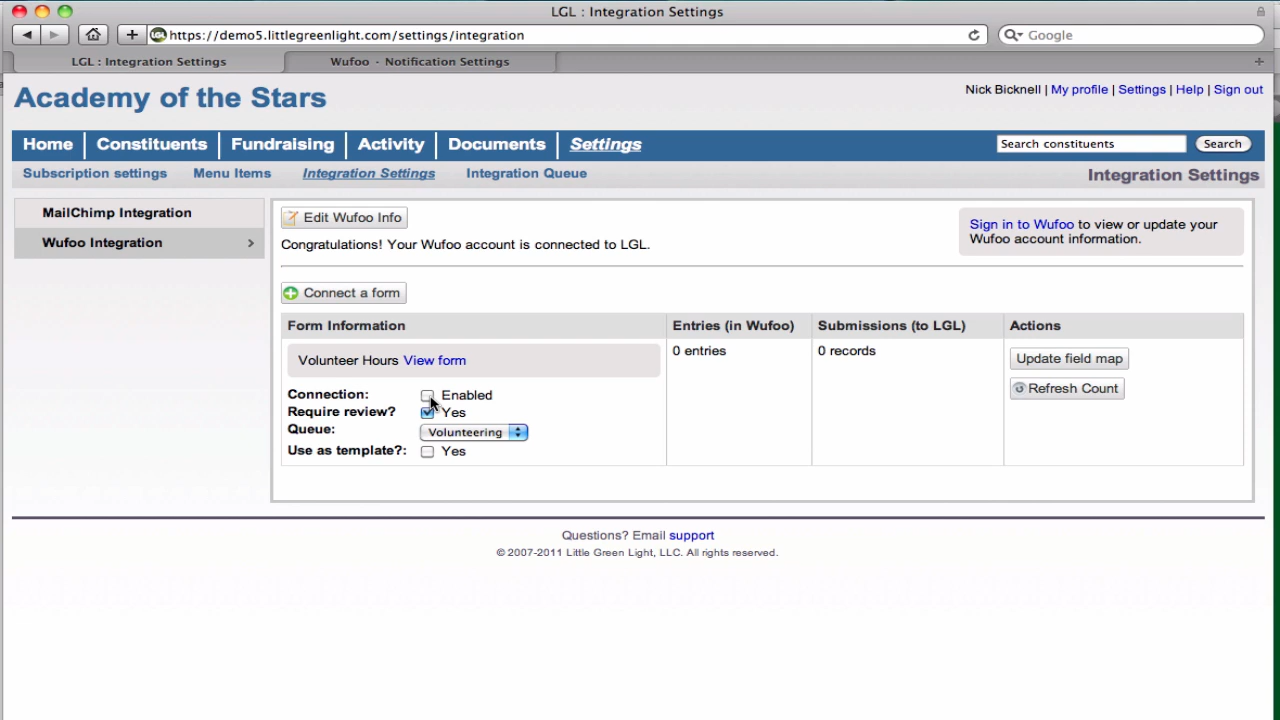 LGL : Integration Settings
https://demo5.littlegreenlight.com/settings/integration
Google
LGL : Integration Settings
Wufoo - Notification Settings
Academy of the Stars
Nick Bicknell | My profile | Settings | Help | Sign out
Home
Constituents
Fundraising
Activity
Documents
Settings
Search constituents
Search
Subscription settings
Menu Items
Integration Settings
Integration Queue
Integration Settings
MailChimp Integration
Wufoo Integration
Edit Wufoo Info
Congratulations! Your Wufoo account is connected to LGL.
Sign in to Wufoo to view or update your
Wufoo account information.
Connect a form
Form Information
Entries (in Wufoo)
Submissions (to LGL)
Actions
Volunteer Hours View form
0 entries
0 records
Update field map
Refresh Count
Connection: Enabled
Require review? Yes
Queue: Volunteering
Use as template?: Yes
Questions? Email support
© 2007-2011 Little Green Light, LLC. All rights reserved.